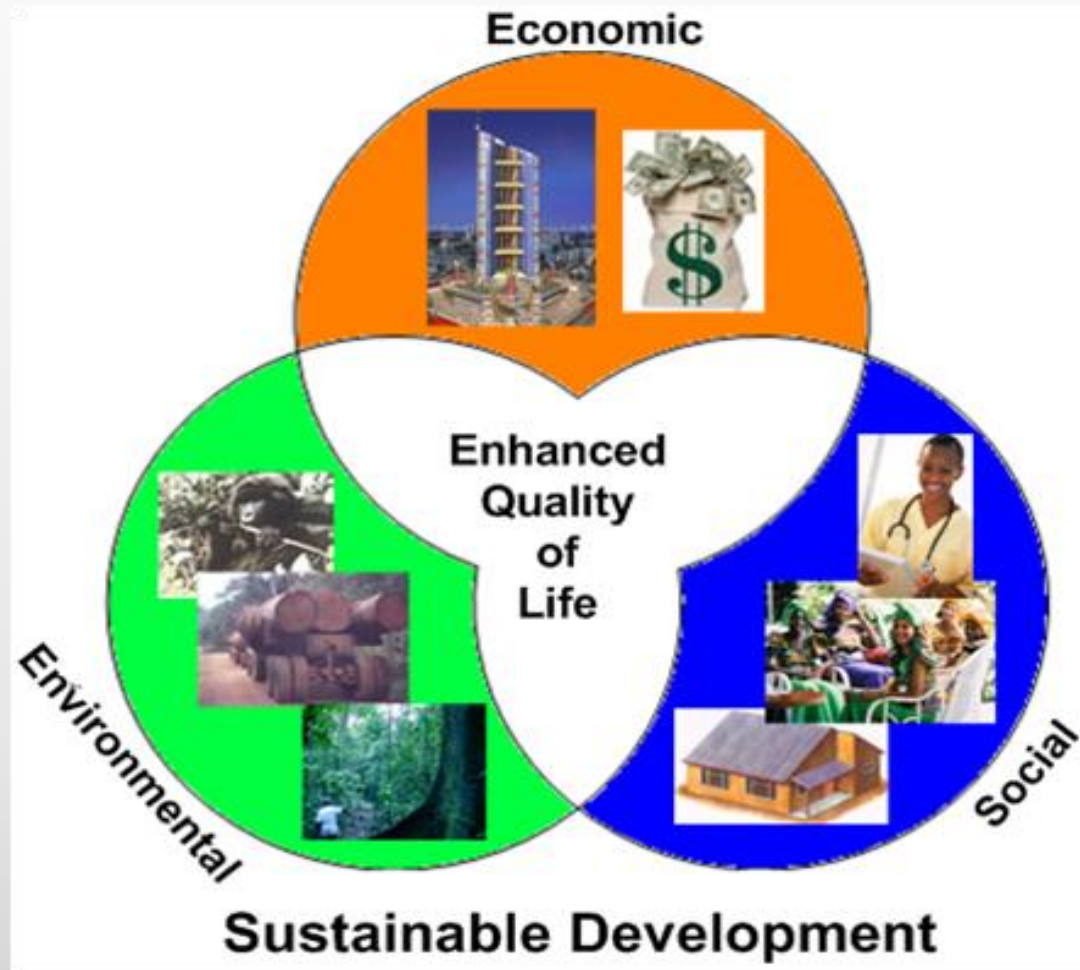 Economic
Enhanced
Quality
of
Life
Environmental
Social
$
Sustainable Development